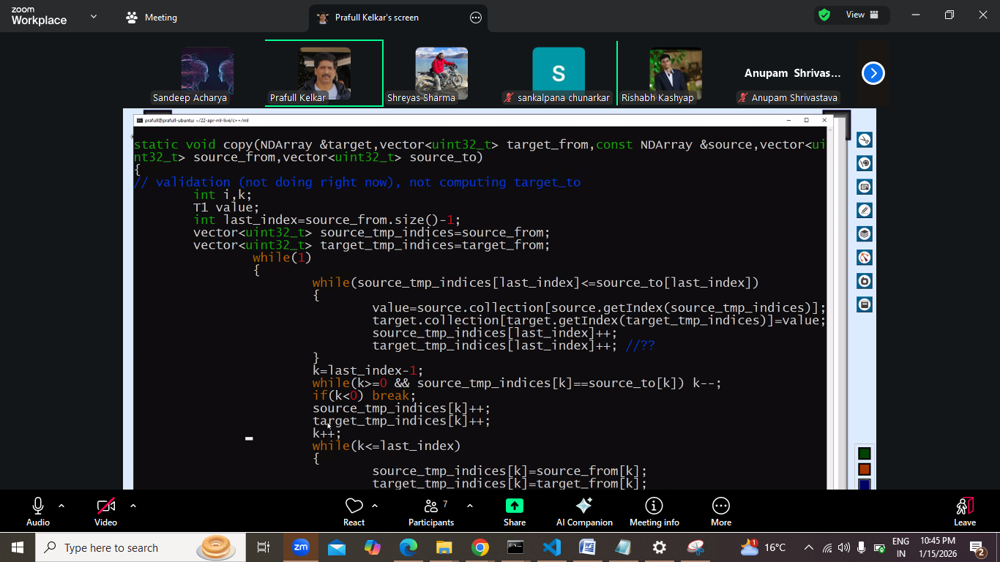 zoom
Workplace
Meeting
Prafull Kelkar's screen
View
Anupam Shrivas...
S
Sandeep Acharya
Prafull Kelkar
Shreyas Sharma
sankalpana chunarkar
Rishabh Kashyap
Anupam Shrivastava
prafull@prafull-ubuntu: ~/22-apr-ml-live/c++/ml
static void copy(NDArray &target,vector<uint32_t> target_from,const NDArray &source,vector<ui
nt32_t> source_from,vector<uint32_t> source_to)
{
// validation (not doing right now), not computing target_to
int i,k;
T1 value;
int last_index=source_from.size()-1;
vector<uint32_t> source_tmp_indices=source_from;
vector<uint32_t> target_tmp_indices=target_from;
while(1)
{
while(source_tmp_indices[last_index]<=source_to[last_index])
{
value=source.collection[source.getIndex(source_tmp_indices)];
target.collection[target.getIndex(target_tmp_indices)]=value;
source_tmp_indices[last_index]++;
target_tmp_indices[last_index]++; //??
}
k=last_index-1;
while(k>=0 && source_tmp_indices[k]==source_to[k]) k--;
if(k<0) break;
source_tmp_indices[k]++;
target_tmp_indices[k]++;
k++;
while(k<=last_index)
{
source_tmp_indices[k]=source_from[k];
target_tmp_indices[k]=target_from[k];
Audio
Video
React
Participants
7
Share
AI Companion
Meeting info
More
Leave
Type here to search
zm
W
1
16°C
ENG
IN
10:45 PM
1/15/2026
2